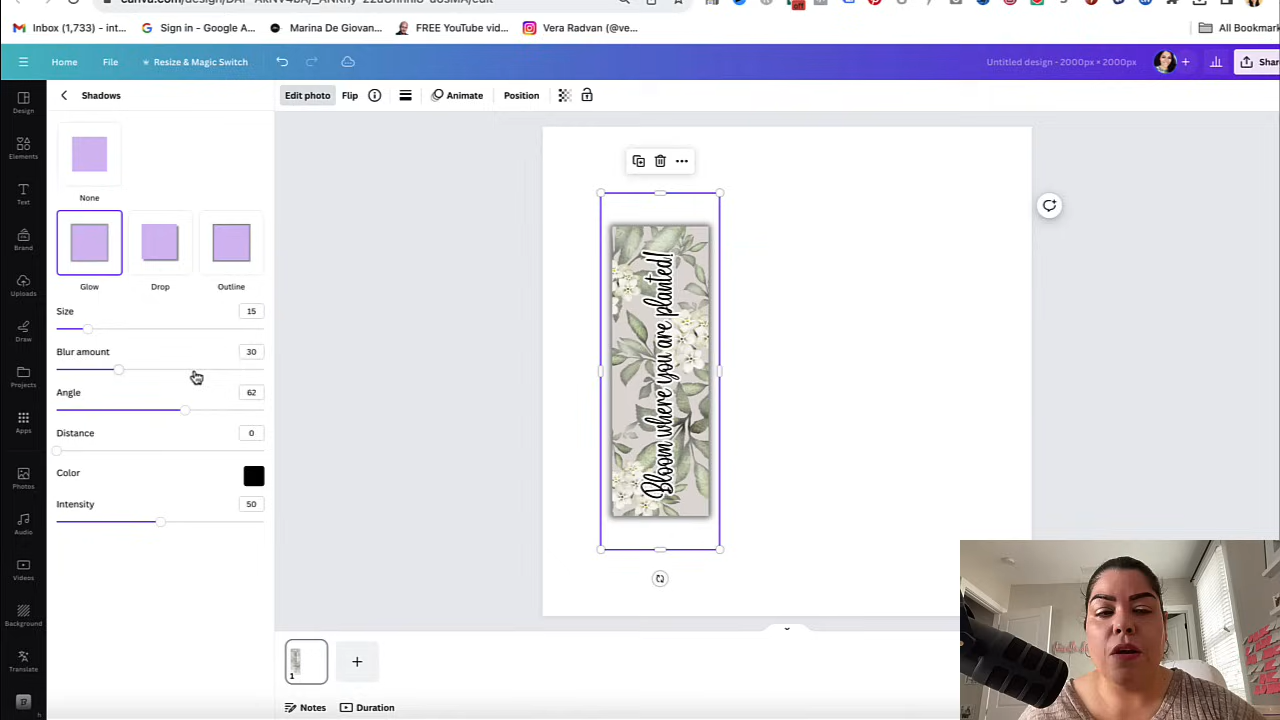 Inbox (1,733) – int...
Sign in - Google A...
Marina De Giovan...
FREE YouTube vid...
Vera Radvan (@ve...
All Bookmar
Home
File
Resize & Magic Switch
Untitled design - 2000px × 2000px
Shar
Shadows
Edit photo
Flip
Animate
Position
Design
Elements
Text
Brand
Uploads
Draw
Projects
Apps
Photos
Audio
Videos
Background
Translate
None
Glow
Drop
Outline
Size
15
Blur amount
30
Angle
62
Distance
0
Color
Intensity
50
Bloom where you are planted!
1
Notes
Duration